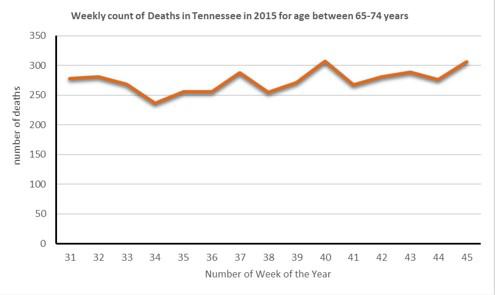 Weekly count of Deaths in Tennessee in 2015 for age between 65-74 years
350
300
250
200
150
100
50
0
number of deaths
31 32 33 34 35 36 37 38 39 40 41 42 43 44 45
Number of Week of the Year